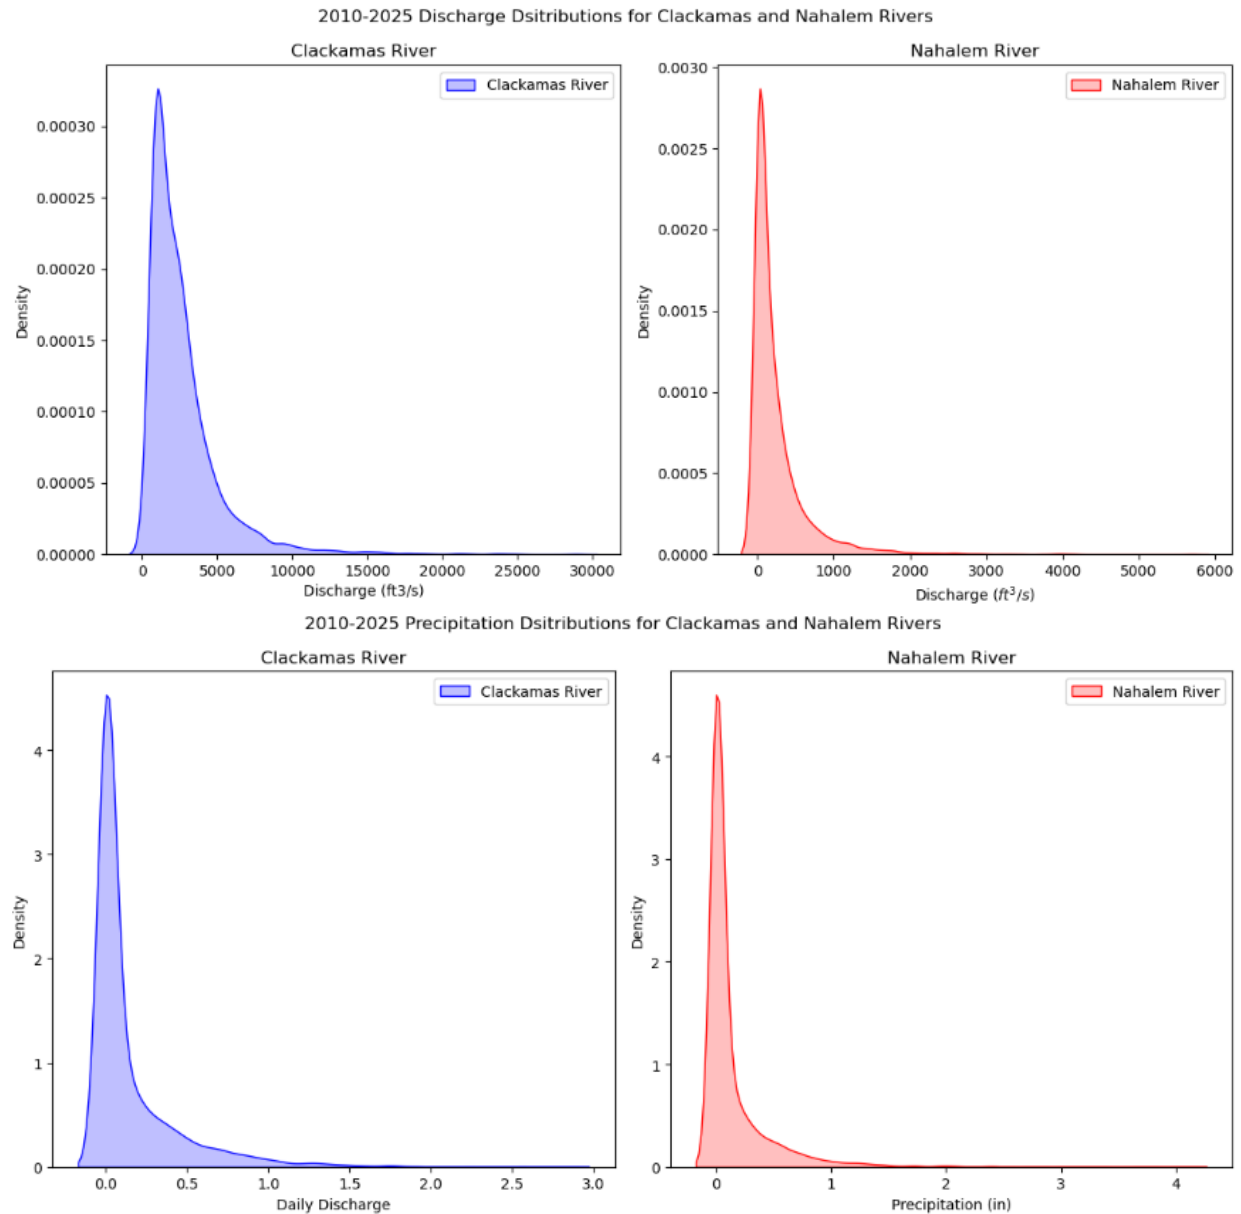 2010-2025 Discharge Dsitributions for Clackamas and Nahalem Rivers
Clackamas River
Clackamas River
0.00030
0.00025
0.00020
0.00015
0.00010
0.00005
0.00000
Density
0 5000 10000 15000 20000 25000 30000
Discharge (ft3/s)
Nahalem River
Nahalem River
0.0030
0.0025
0.0020
0.0015
0.0010
0.0005
0.0000
Density
0 1000 2000 3000 4000 5000 6000
Discharge (ft³/s)
2010-2025 Precipitation Dsitributions for Clackamas and Nahalem Rivers
Clackamas River
Clackamas River
4
3
2
1
0
Density
0.0 0.5 1.0 1.5 2.0 2.5 3.0
Daily Discharge
Nahalem River
Nahalem River
4
3
2
1
0
Density
0 1 2 3 4
Precipitation (in)